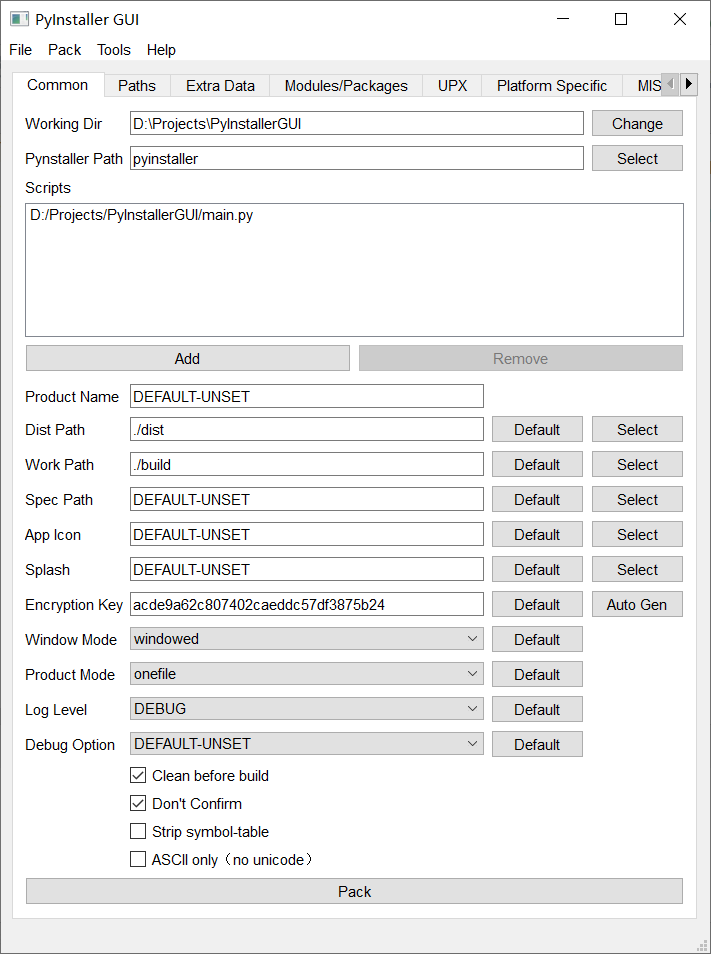 PyInstaller GUI
File Pack Tools Help
Common Paths Extra Data Modules/Packages UPX Platform Specific MIS
Working Dir D:\Projects\PyInstallerGUI Change
Pynstaller Path pyinstaller Select
Scripts
D:/Projects/PyInstallerGUI/main.py
Add Remove
Product Name DEFAULT-UNSET
Dist Path ./dist Default Select
Work Path ./build Default Select
Spec Path DEFAULT-UNSET Default Select
App Icon DEFAULT-UNSET Default Select
Splash DEFAULT-UNSET Default Select
Encryption Key acde9a62c807402caeddc57df3875b24 Default Auto Gen
Window Mode windowed Default
Product Mode onefile Default
Log Level DEBUG Default
Debug Option DEFAULT-UNSET Default
Clean before build
Don't Confirm
Strip symbol-table
ASCII only（no unicode）
Pack